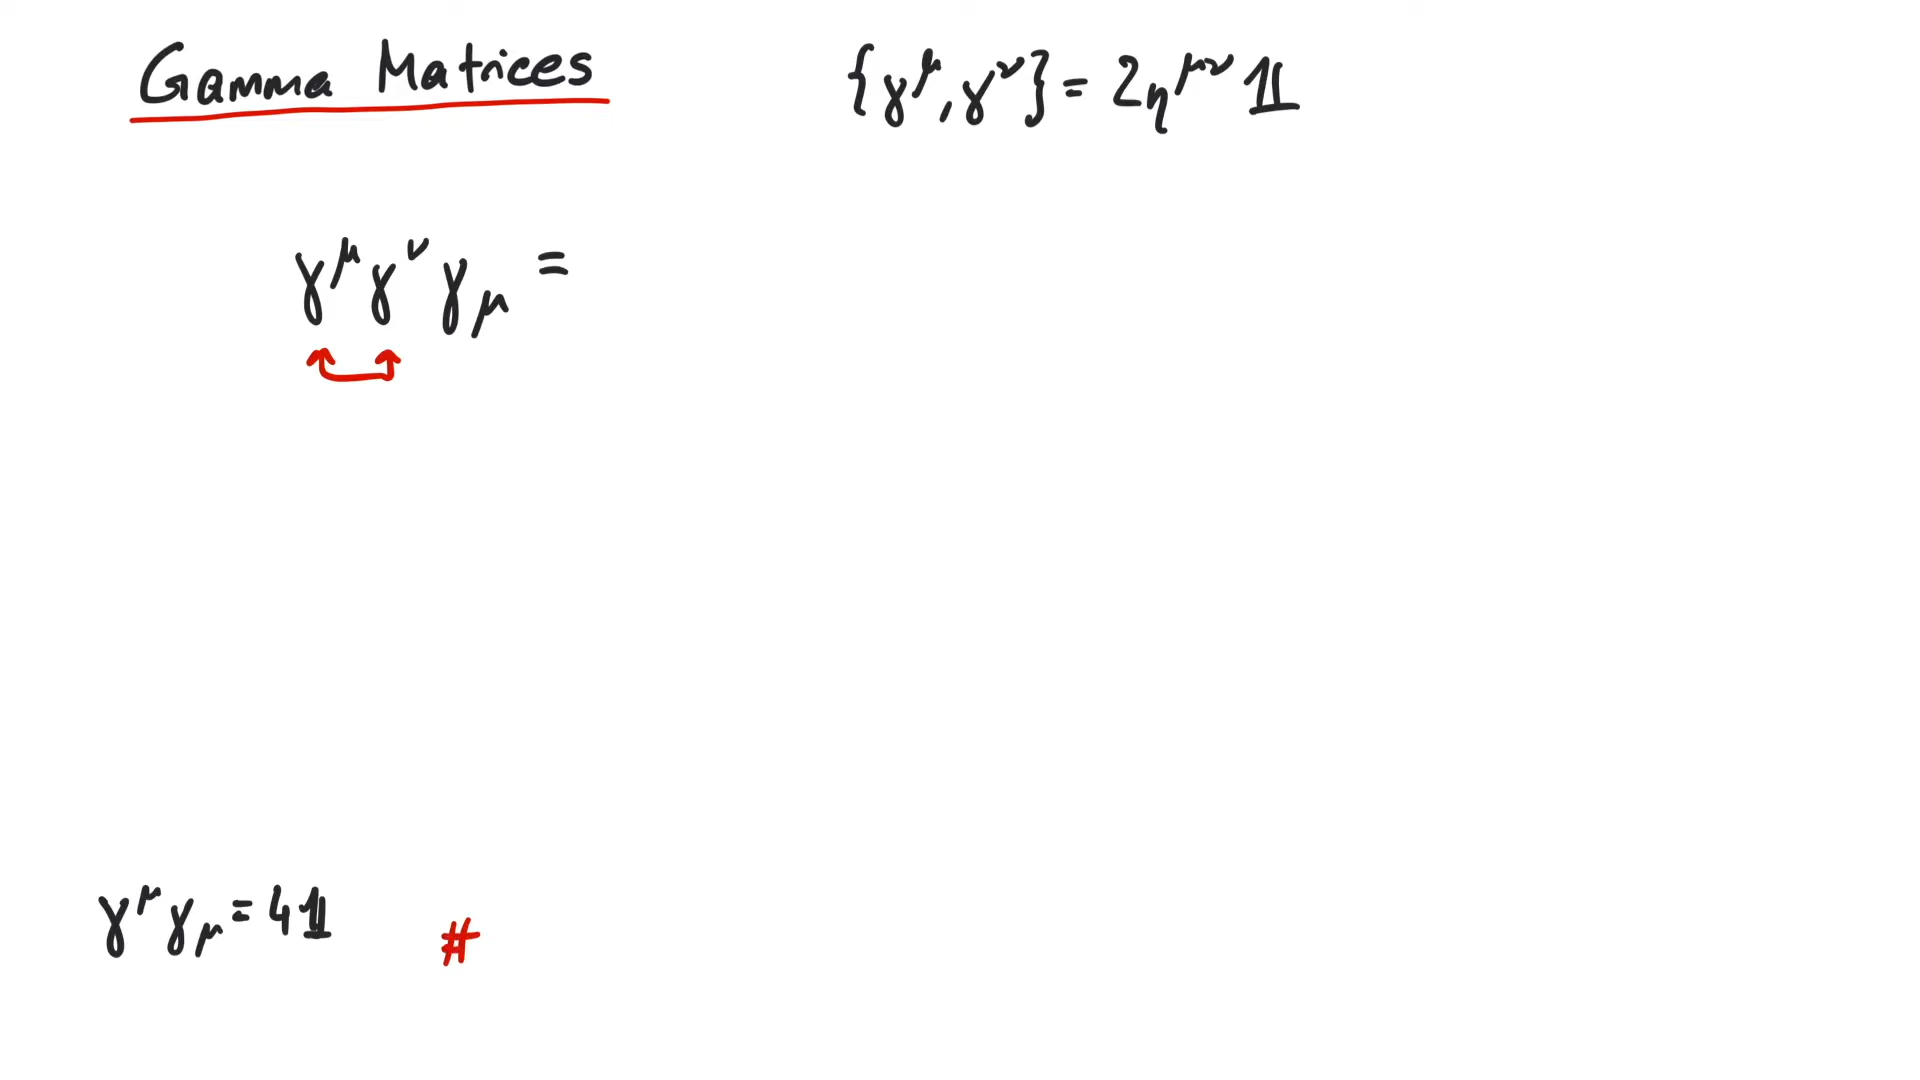 Gamma Matrices
{γ^μ, γ^ν} = 2η^{μν} 𝟙
γ^μ γ^ν γ_μ =
γ^μ γ_μ = 4𝟙
#